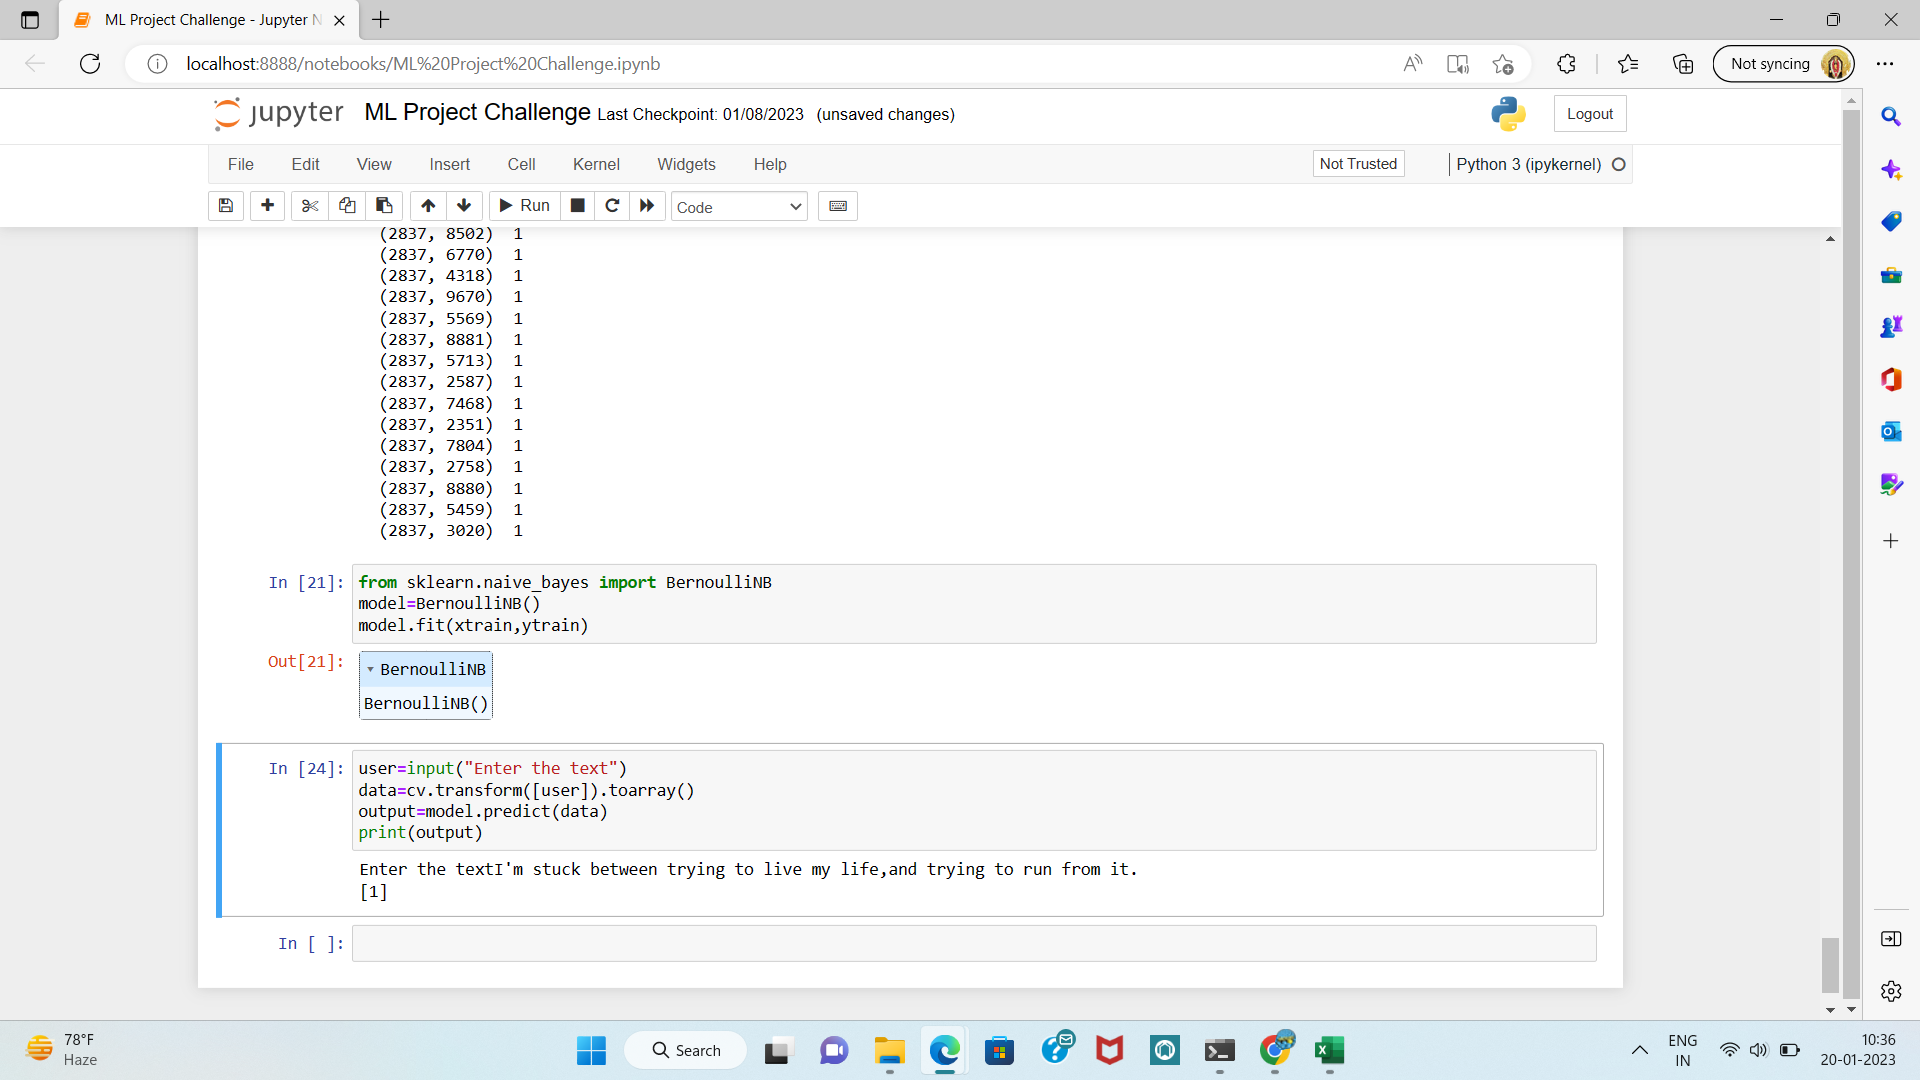 ML Project Challenge - Jupyter N
localhost:8888/notebooks/ML%20Project%20Challenge.ipynb
Not syncing
jupyter ML Project Challenge Last Checkpoint: 01/08/2023 (unsaved changes)
Logout
File Edit View Insert Cell Kernel Widgets Help
Not Trusted
Python 3 (ipykernel)
Run
Code
(2837, 8502) 1
(2837, 6770) 1
(2837, 4318) 1
(2837, 9670) 1
(2837, 5569) 1
(2837, 8881) 1
(2837, 5713) 1
(2837, 2587) 1
(2837, 7468) 1
(2837, 2351) 1
(2837, 7804) 1
(2837, 2758) 1
(2837, 8880) 1
(2837, 5459) 1
(2837, 3020) 1
In [21]: from sklearn.naive_bayes import BernoulliNB
model=BernoulliNB()
model.fit(xtrain,ytrain)
Out[21]: BernoulliNB
BernoulliNB()
In [24]: user=input("Enter the text")
data=cv.transform([user]).toarray()
output=model.predict(data)
print(output)
Enter the textI'm stuck between trying to live my life,and trying to run from it.
[1]
In [ ]:
78°F
Haze
Search
ENG
IN
10:36
20-01-2023